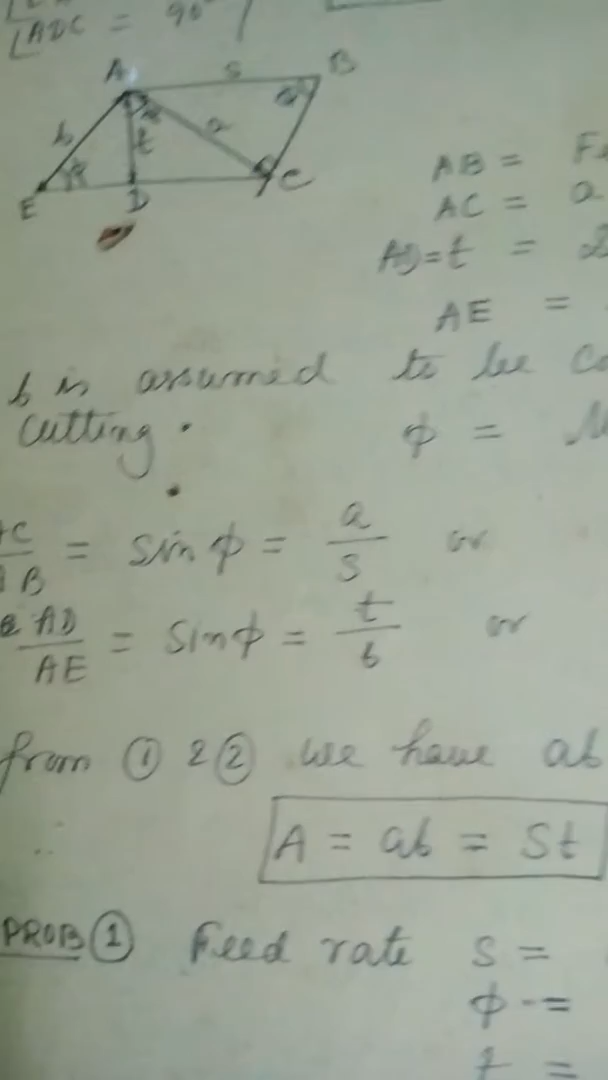 ∠ADC = 90°
A s B
b t a
E D C
AB =
AC = a
AD = t =
AE =
b is assumed to be
cutting. φ =
= sin φ = a/s or
AD/AE = sin φ = t/b or
from ① & ② we have ab
∴ A = ab = St
PROB ① Feed rate s =
φ =
t =